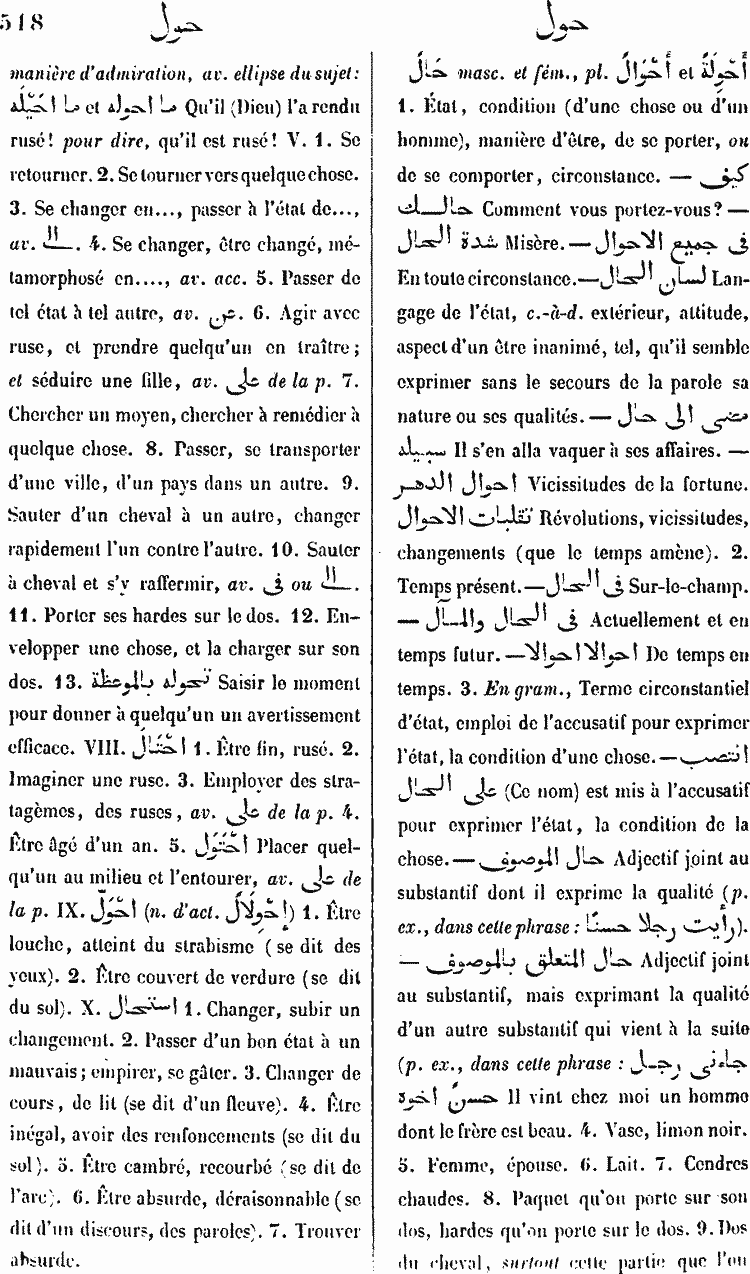 518
حول
حول
manière d'admiration, av. ellipse du sujet:
ما احوله et ما اَحْيَلَه Qu'il (Dieu) l'a rendu
rusé! pour dire, qu'il est rusé! V. 1. Se
retourner. 2. Se tourner vers quelque chose.
3. Se changer en..., passer à l'état de...,
av. الى. 4. Se changer, être changé, mé-
tamorphosé en...., av. acc. 5. Passer de
tel état à tel autre, av. عن. 6. Agir avec
ruse, et prendre quelqu'un en traître;
et séduire une fille, av. على de la p. 7.
Chercher un moyen, chercher à remédier à
quelque chose. 8. Passer, se transporter
d'une ville, d'un pays dans un autre. 9.
Sauter d'un cheval à un autre, changer
rapidement l'un contre l'autre. 10. Sauter
à cheval et s'y raffermir, av. فى ou الى.
11. Porter ses hardes sur le dos. 12. En-
velopper une chose, et la charger sur son
dos. 13. تحوله بالموعظة Saisir le moment
pour donner à quelqu'un un avertissement
efficace. VIII. اَحْتَالَ 1. Être fin, rusé. 2.
Imaginer une ruse. 3. Employer des stra-
tagèmes, des ruses, av. على de la p. 4.
Être âgé d'un an. 5. اَحْتَوَلَ Placer quel-
qu'un au milieu et l'entourer, av. على de
la p. IX. اَحْوَلَّ (n. d'act. إِحْوِلَالٌ) 1. Être
louche, atteint du strabisme (se dit des
yeux). 2. Être couvert de verdure (se dit
du sol). X. استحال 1. Changer, subir un
changement. 2. Passer d'un bon état à un
mauvais; empirer, se gâter. 3. Changer de
cours, de lit (se dit d'un fleuve). 4. Être
inégal, avoir des renfoncements (se dit du
sol). 5. Être cambré, recourbé (se dit de
l'arc). 6. Être absurde, déraisonnable (se
dit d'un discours, des paroles). 7. Trouver
absurde.
حَالٌ masc. et fém., pl. أَحْوَالٌ et أَحْوِلَةٌ
1. État, condition (d'une chose ou d'un
homme), manière d'être, de se porter, ou
de se comporter, circonstance. — كيف
حالك Comment vous portez-vous? —
شدة الحال Misère. — فى جميع الاحوال
En toute circonstance. — لسان الحال Lan-
gage de l'état, c.-à-d. extérieur, attitude,
aspect d'un être inanimé, tel, qu'il semble
exprimer sans le secours de la parole sa
nature ou ses qualités. — مضى الى حال
سبيله Il s'en alla vaquer à ses affaires. —
احوال الدهر Vicissitudes de la fortune.
تقلبات الاحوال Révolutions, vicissitudes,
changements (que le temps amène). 2.
Temps présent. — فى الحال Sur-le-champ.
— فى الحال والمآل Actuellement et en
temps futur. — احوالا احوالا De temps en
temps. 3. En gram., Terme circonstantiel
d'état, emploi de l'accusatif pour exprimer
l'état, la condition d'une chose. — انتصب
على الحال (Ce nom) est mis à l'accusatif
pour exprimer l'état, la condition de la
chose. — حال الموصوف Adjectif joint au
substantif dont il exprime la qualité (p.
ex., dans cette phrase: رأيت رجلا حسنًا).
— حال المتعلق بالموصوف Adjectif joint
au substantif, mais exprimant la qualité
d'un autre substantif qui vient à la suite
(p. ex., dans cette phrase: جاءنى رجل
حسنٌ اخوه Il vint chez moi un homme
dont le frère est beau. 4. Vase, limon noir.
5. Femme, épouse. 6. Lait. 7. Cendres
chaudes. 8. Paquet qu'on porte sur son
dos, hardes qu'on porte sur le dos. 9. Dos
du cheval, surtout cette partie que l'on